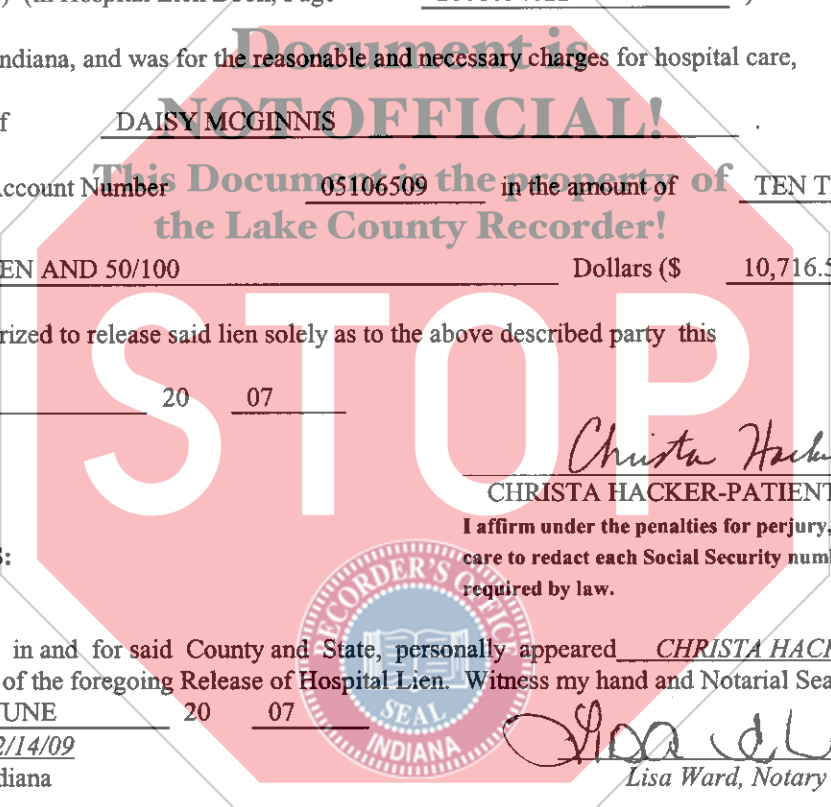 ) (in Hospital Lien Book, Page
Indiana, and was for the reasonable and necessary charges for hospital care,
Document is
NOT OFFICIAL!
This Document is the property of
the Lake County Recorder!
f DAISY MCGINNIS .
Account Number 05106509 in the amount of TEN T
EN AND 50/100 Dollars ($ 10,716.5
rized to release said lien solely as to the above described party this
20 07
STOP
Christa Hacker
CHRISTA HACKER-PATIENT
I affirm under the penalties for perjury,
care to redact each Social Security num
required by law.
S:
RECORDER'S OFFICE
SEAL
INDIANA
in and for said County and State, personally appeared CHRISTA HACK
of the foregoing Release of Hospital Lien. Witness my hand and Notarial Sea
JUNE 20 07
2/14/09
diana
Lisa Ward, Notary